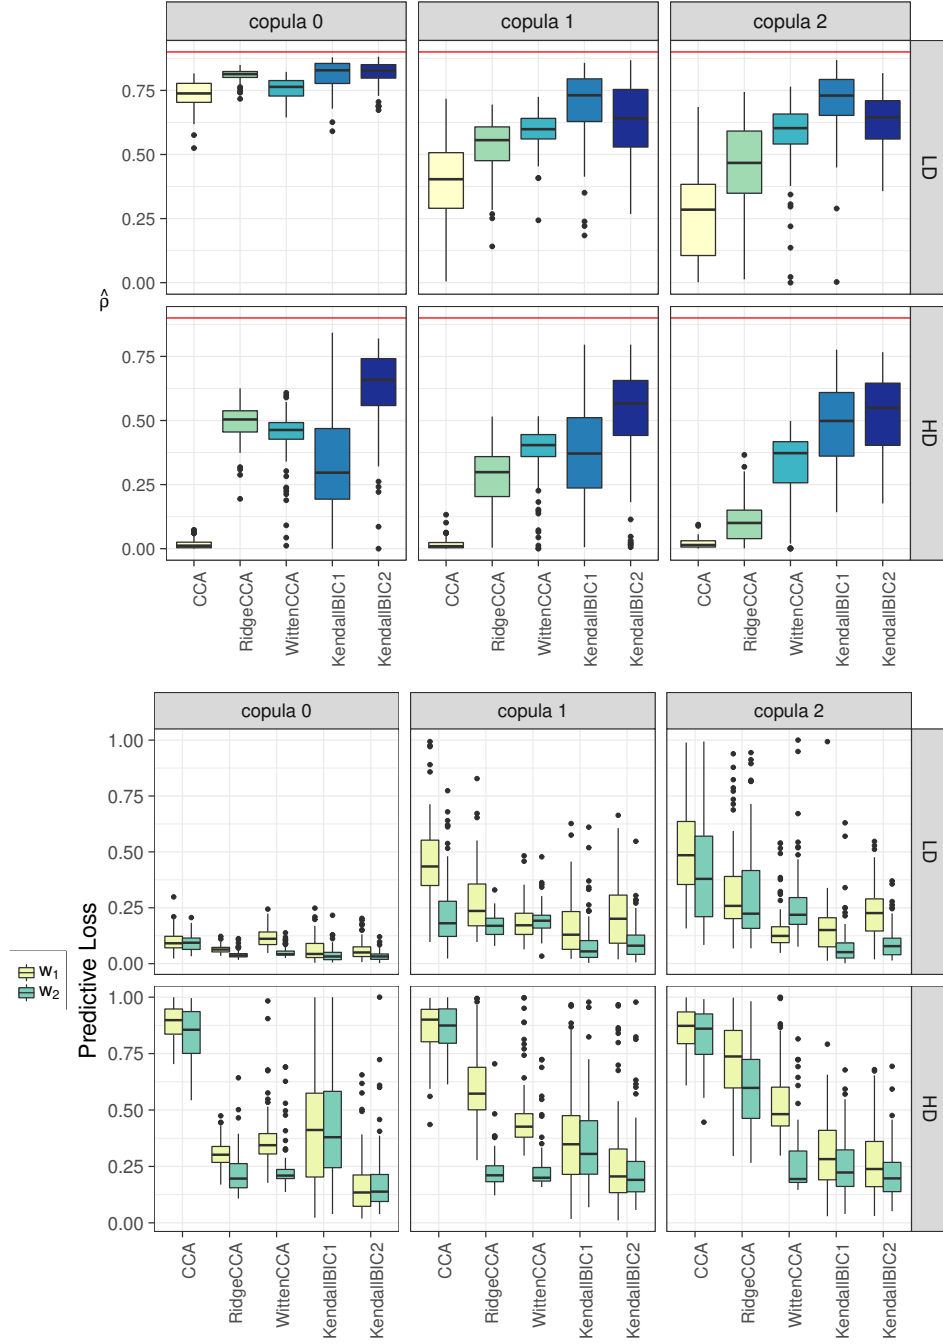 copula 0
copula 1
copula 2
0.75
0.50
0.25
0.00
LD
ρ̂
0.75
0.50
0.25
0.00
HD
CCA
RidgeCCA
WittenCCA
KendallBIC1
KendallBIC2
CCA
RidgeCCA
WittenCCA
KendallBIC1
KendallBIC2
CCA
RidgeCCA
WittenCCA
KendallBIC1
KendallBIC2
copula 0
copula 1
copula 2
1.00
0.75
0.50
0.25
0.00
LD
w₁
w₂
Predictive Loss
1.00
0.75
0.50
0.25
0.00
HD
CCA
RidgeCCA
WittenCCA
KendallBIC1
KendallBIC2
CCA
RidgeCCA
WittenCCA
KendallBIC1
KendallBIC2
CCA
RidgeCCA
WittenCCA
KendallBIC1
KendallBIC2